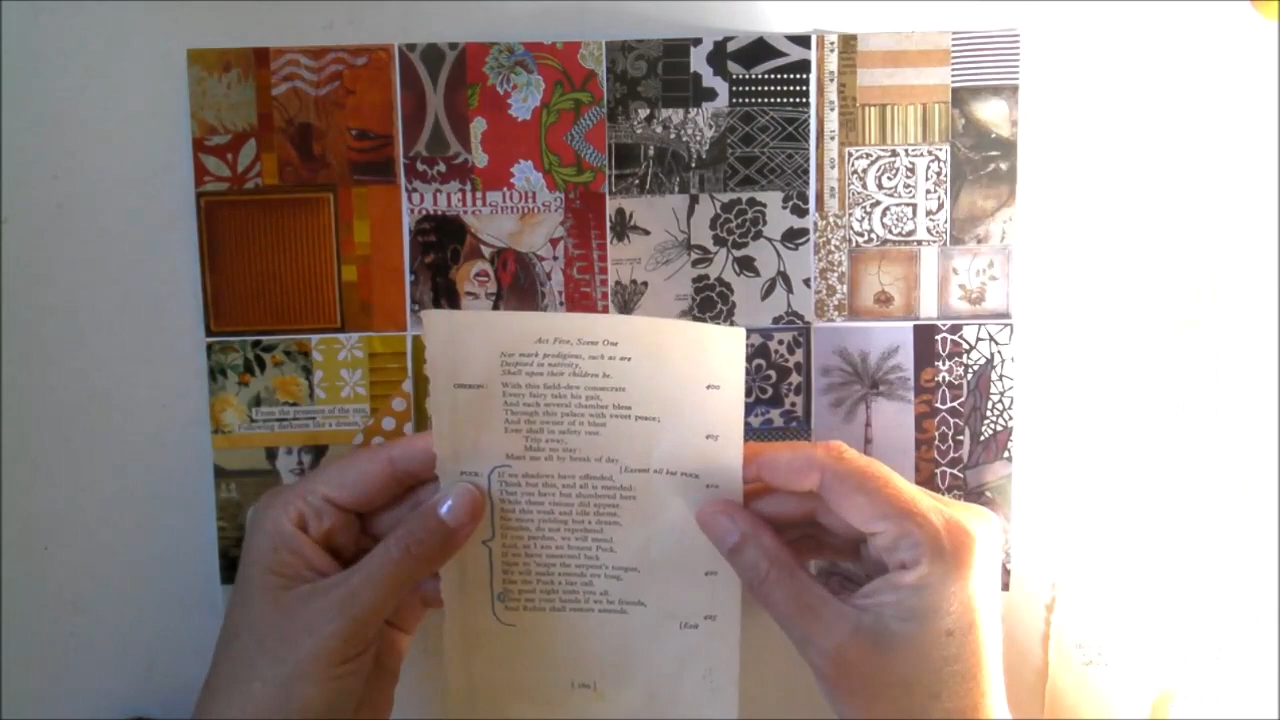 HOT HELLO
From the presence of the sun,
Following darkness like a dream,
Act Five, Scene One
Nor mark prodigious, such as are
Despised in nativity,
Shall upon their children be.
OBERON: With this field-dew consecrate 400
Every fairy take his gait,
And each several chamber bless
Through this palace with sweet peace;
And the owner of it blest
Ever shall in safety rest. 405
Trip away,
Make no stay:
Meet me all by break of day.
[Exeunt all but PUCK
PUCK: If we shadows have offended,
Think but this, and all is mended: 410
That you have but slumbered here
While these visions did appear.
And this weak and idle theme,
No more yielding but a dream,
Gentles, do not reprehend.
If you pardon, we will mend.
And, as I am an honest Puck,
If we have unearned luck
Now to 'scape the serpent's tongue,
We will make amends ere long, 420
Else the Puck a liar call.
So, good night unto you all.
Give me your hands if we be friends,
And Robin shall restore amends. 425
[Exit